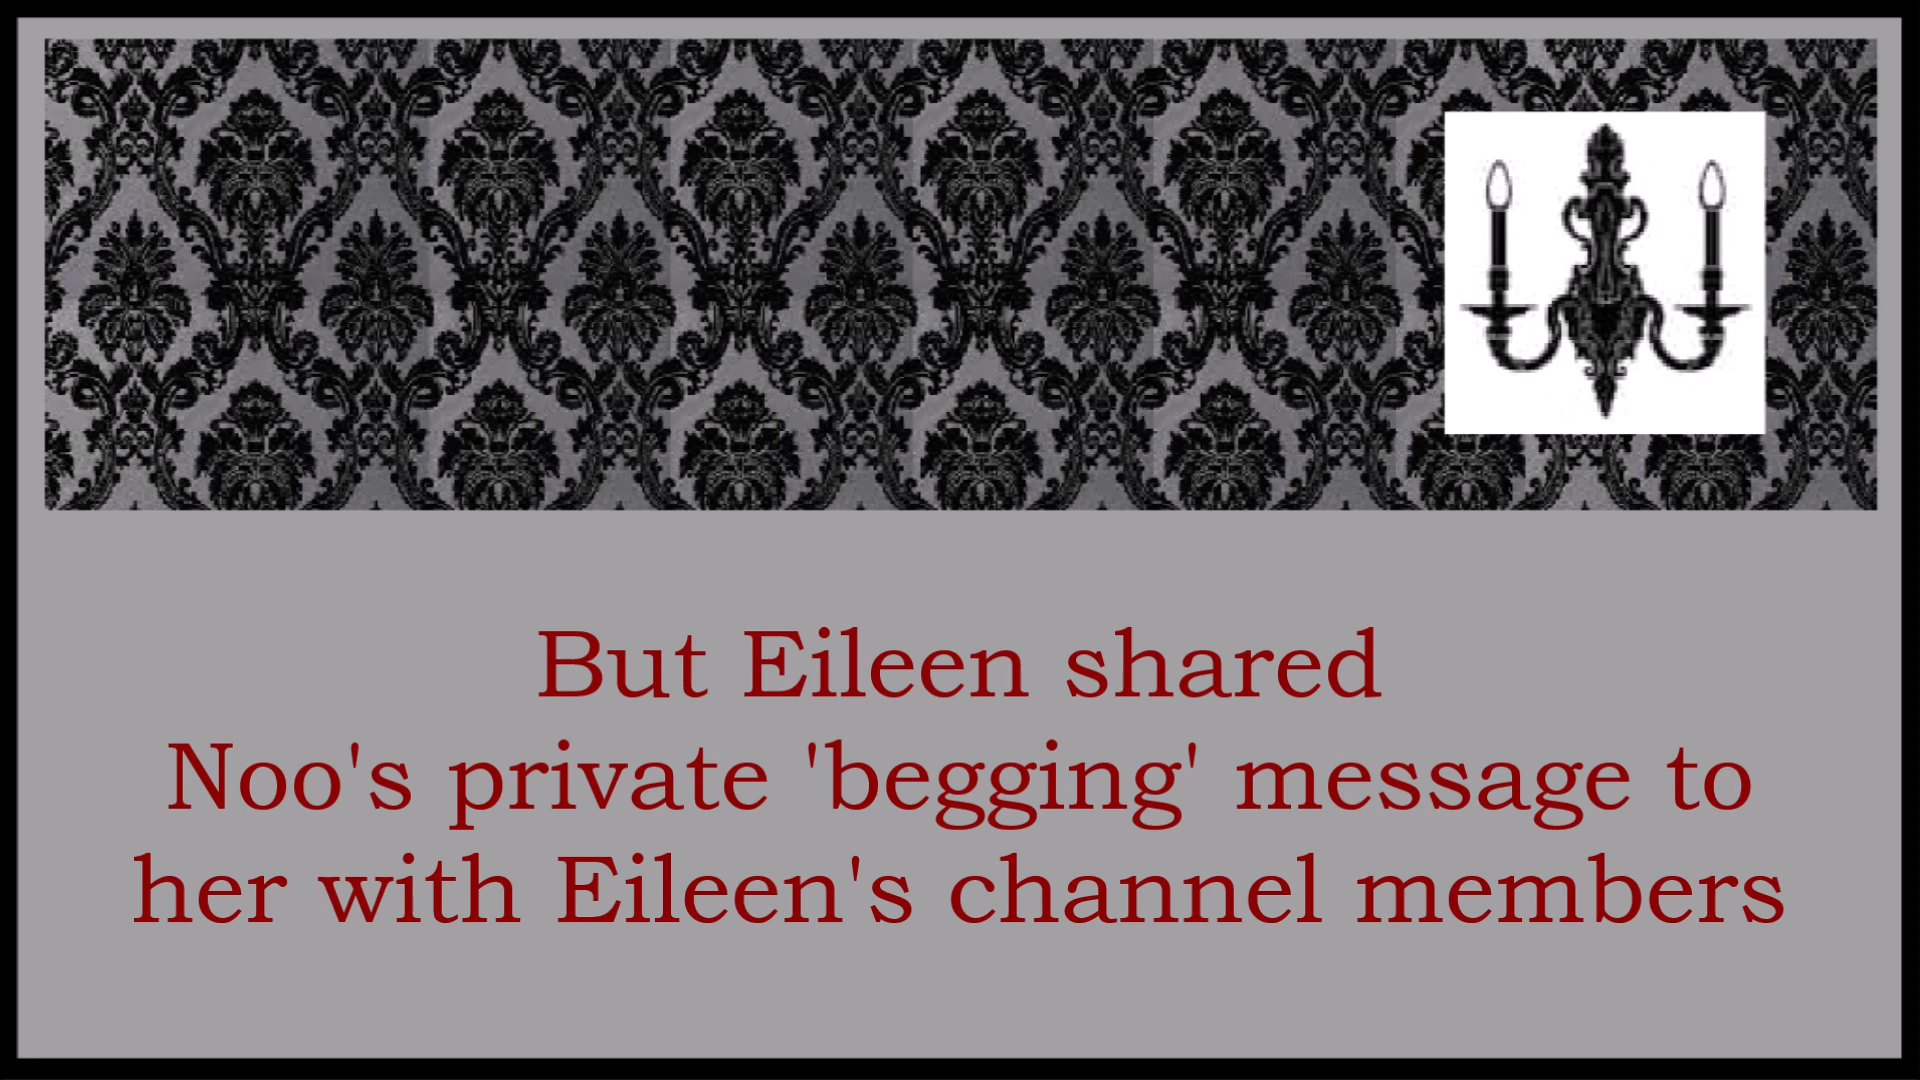 But Eileen shared
Noo's private 'begging' message to
her with Eileen's channel members